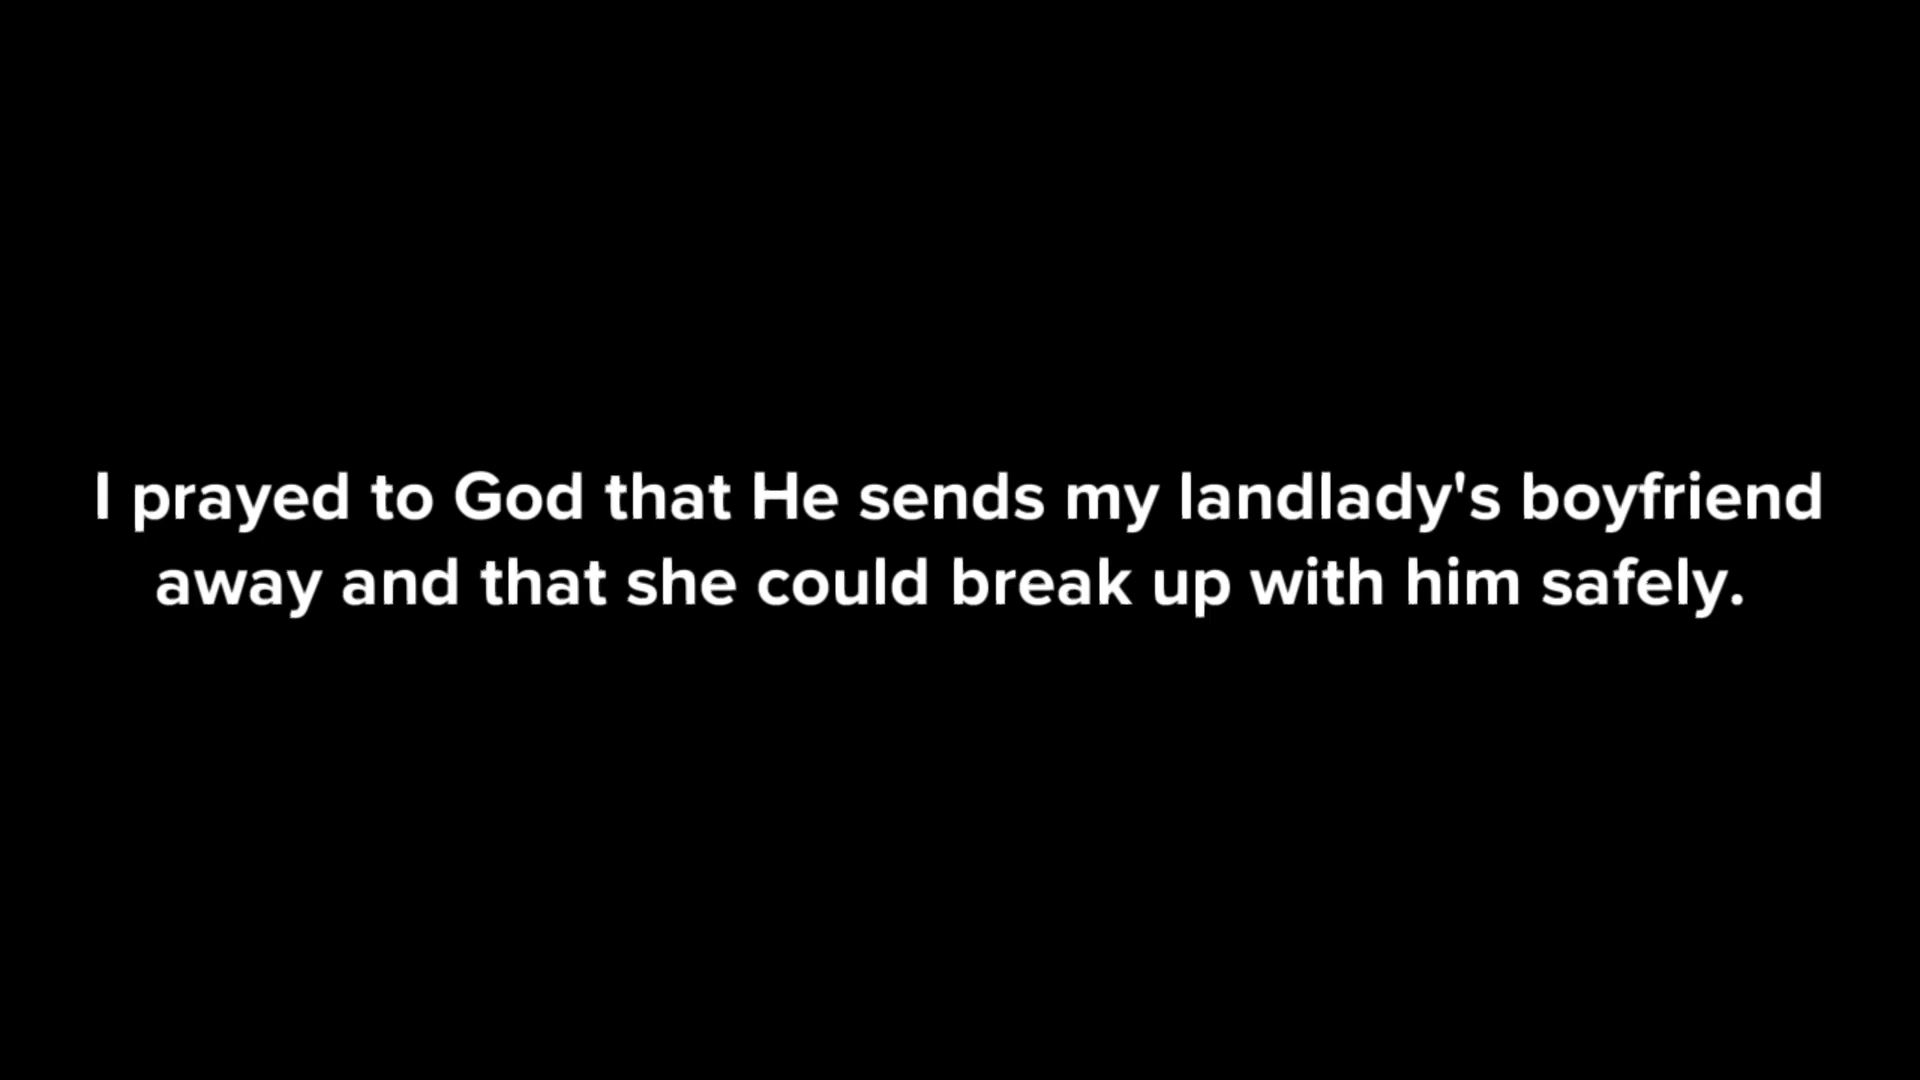 I prayed to God that He sends my landlady's boyfriend
away and that she could break up with him safely.